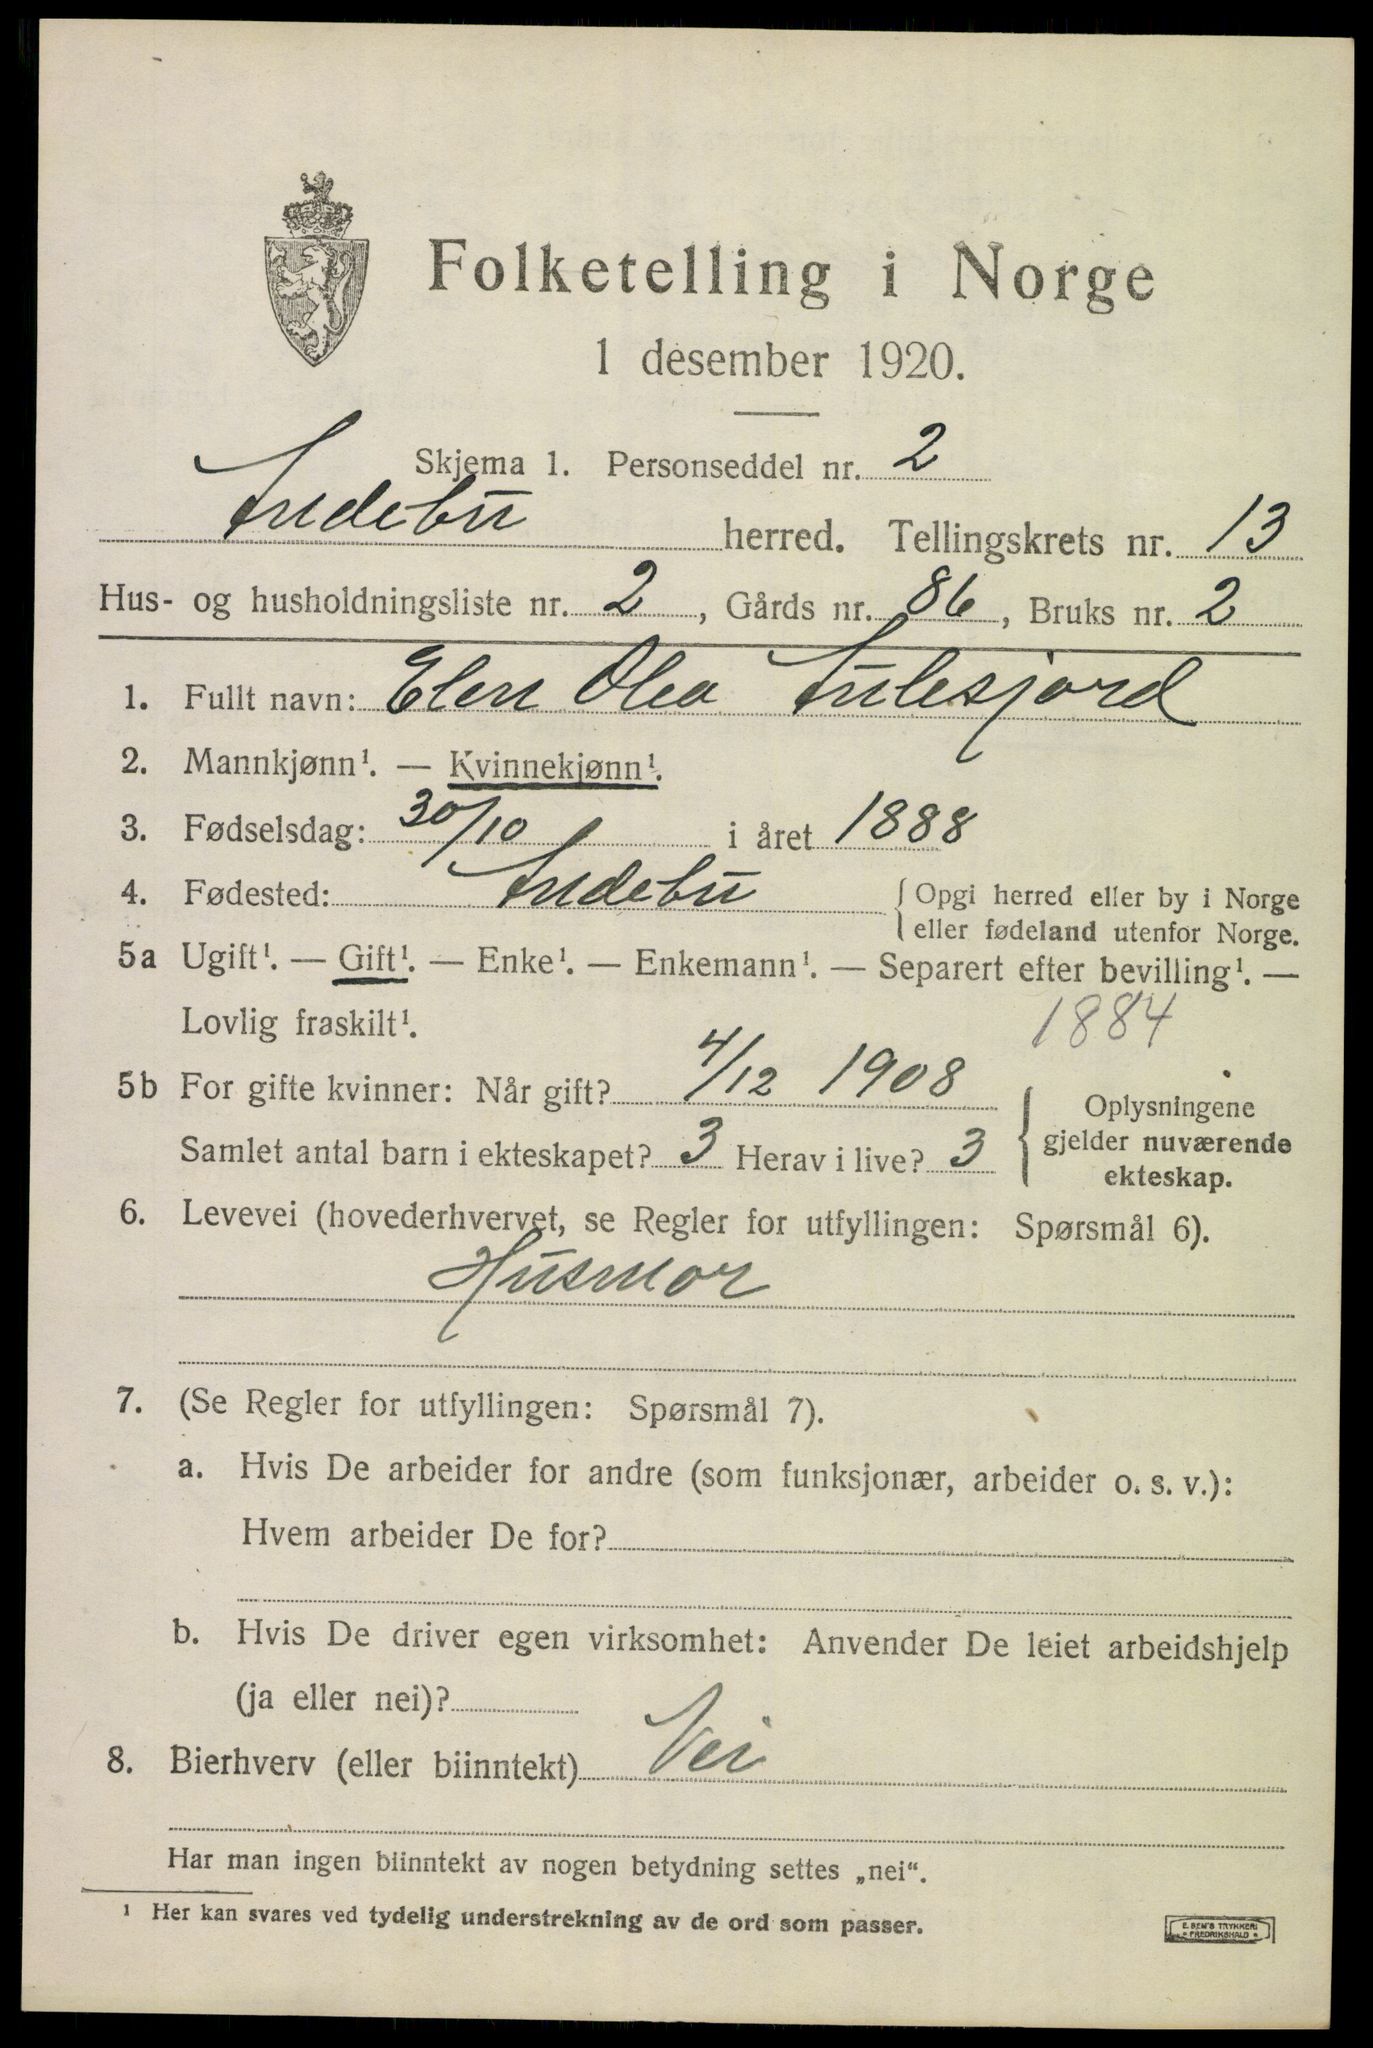 Folketelling i Norge
1 desember 1920.
Skjema 1. Personseddel nr. 2
Andebu herred. Tellingskrets nr. 13
Hus- og husholdningsliste nr. 2, Gårds nr. 86, Bruks nr. 2
1. Fullt navn: Elen Olea
2. Mannkjønn¹. — Kvinnekjønn¹.
3. Fødselsdag: 30/10 i året 1888
4. Fødested: Andebu { Opgi herred eller by i Norge
eller fødeland utenfor Norge.
5a Ugift¹. — Gift¹. — Enke¹. — Enkemann¹. — Separert efter bevilling¹. —
Lovlig fraskilt¹. 1884
5b For gifte kvinner: Når gift? 4/12 1908
Samlet antal barn i ekteskapet? 3 Herav i live? 3
{ Oplysningene
gjelder nuværende
ekteskap.
6. Levevei (hovederhvervet, se Regler for utfyllingen: Spørsmål 6).
Husmor
7. (Se Regler for utfyllingen: Spørsmål 7).
a. Hvis De arbeider for andre (som funksjonær, arbeider o. s. v.):
Hvem arbeider De for?
b. Hvis De driver egen virksomhet: Anvender De leiet arbeidshjelp
(ja eller nei)?
8. Bierhverv (eller biinntekt) Nei
Har man ingen biinntekt av nogen betydning settes „nei“.
¹ Her kan svares ved tydelig understrekning av de ord som passer.
E. SEM'S TRYKKERI
FREDRIKSHALD